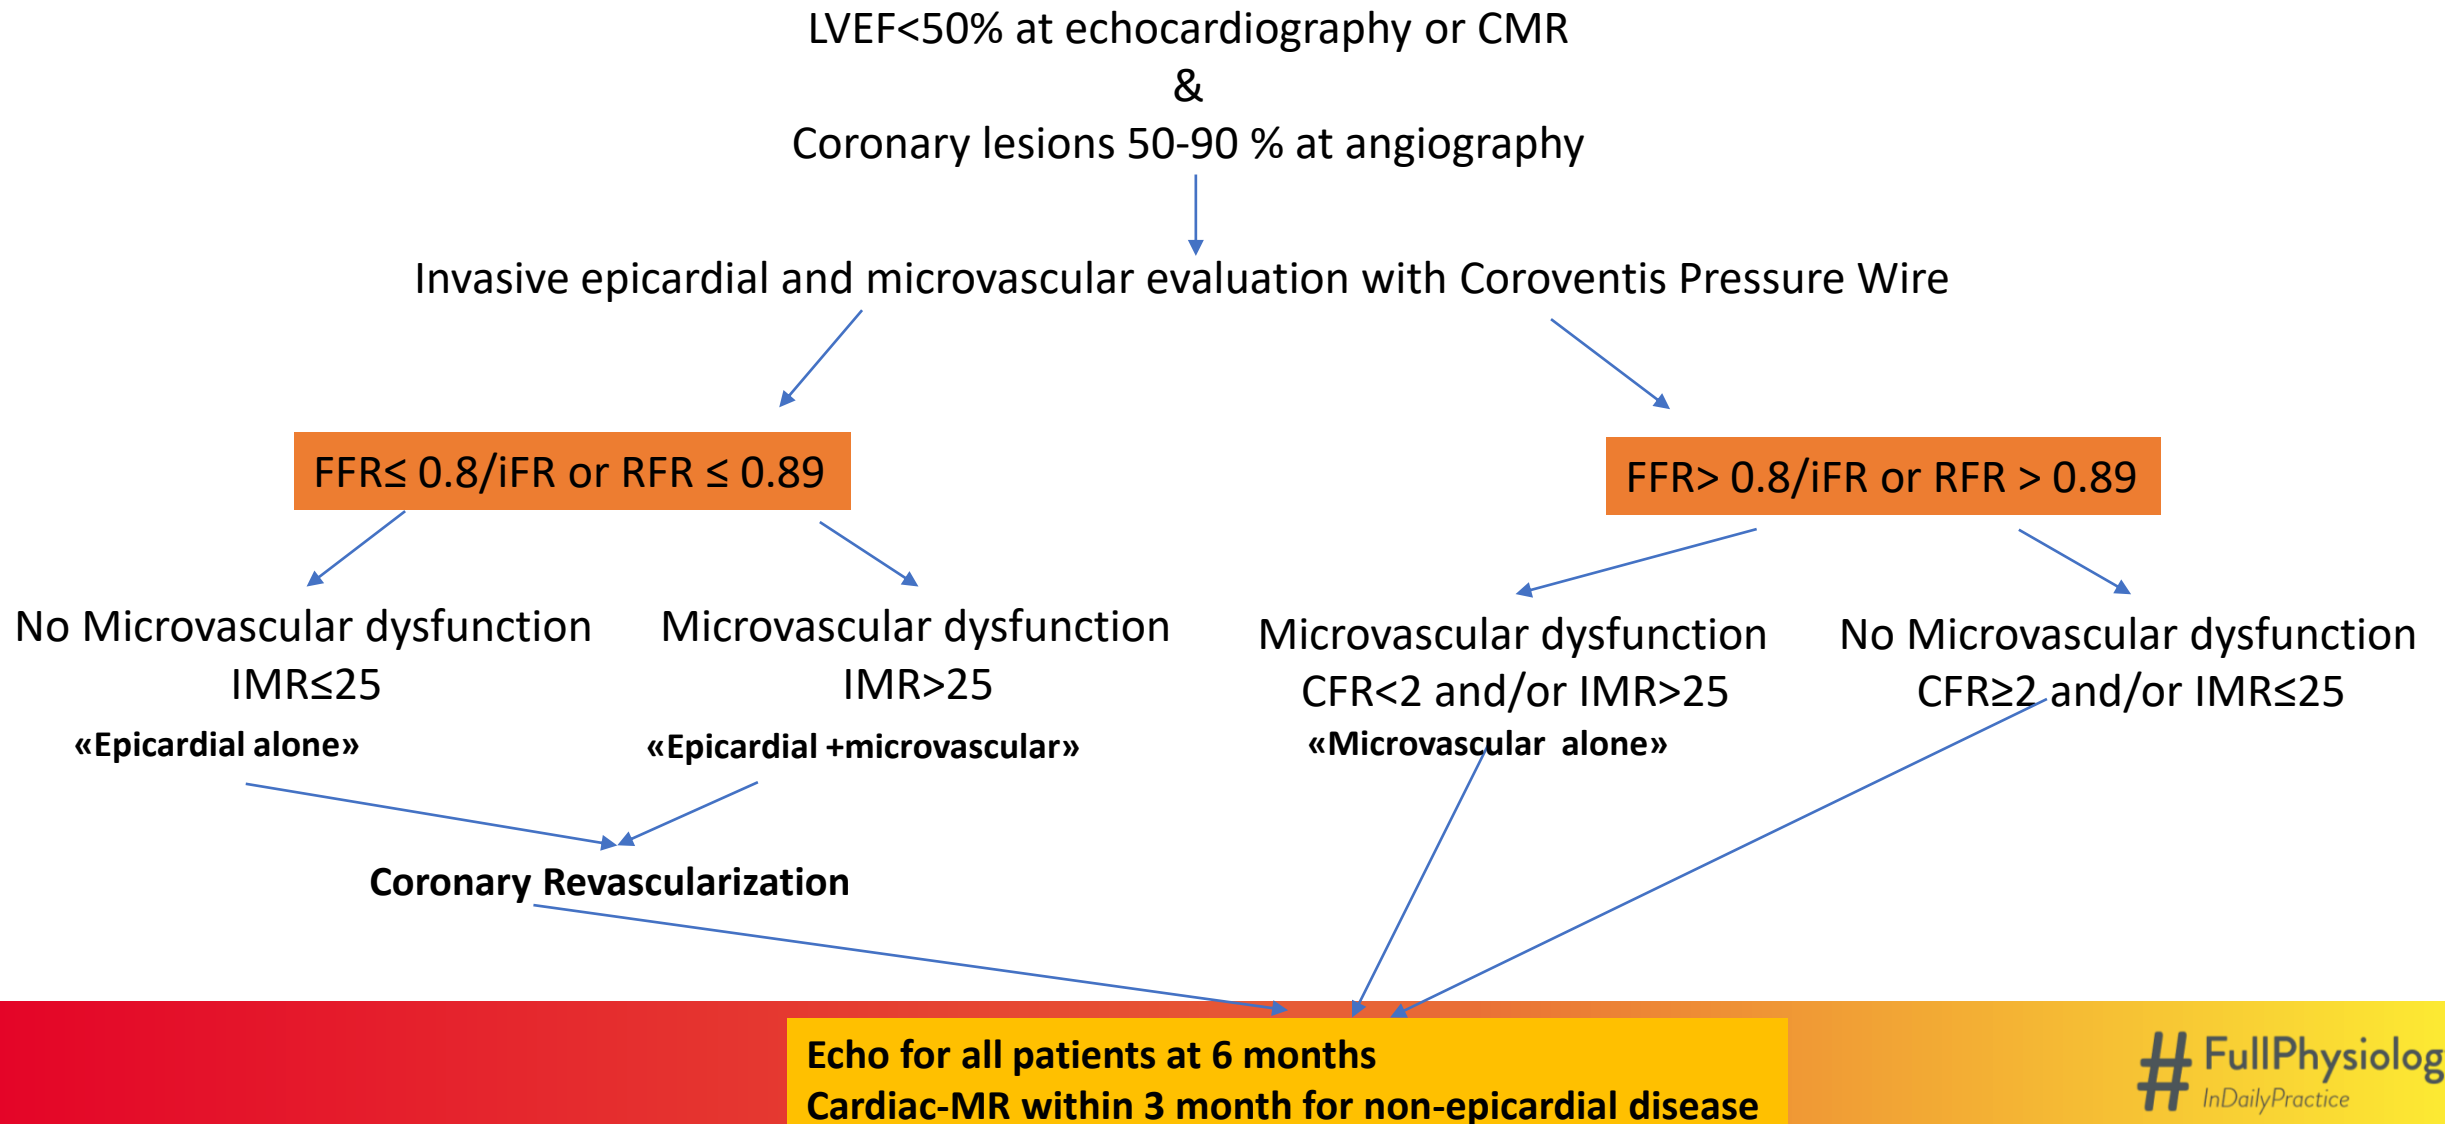 LVEF<50% at echocardiography or CMR
&
Coronary lesions 50-90 % at angiography
Invasive epicardial and microvascular evaluation with Coroventis Pressure Wire
FFR≤ 0.8/iFR or RFR ≤ 0.89
FFR> 0.8/iFR or RFR > 0.89
No Microvascular dysfunction
IMR≤25
«Epicardial alone»
Microvascular dysfunction
IMR>25
«Epicardial +microvascular»
Microvascular dysfunction
CFR<2 and/or IMR>25
«Microvascular alone»
No Microvascular dysfunction
CFR≥2 and/or IMR≤25
Coronary Revascularization
Echo for all patients at 6 months
Cardiac-MR within 3 month for non-epicardial disease
#FullPhysiolog
InDailyPractice